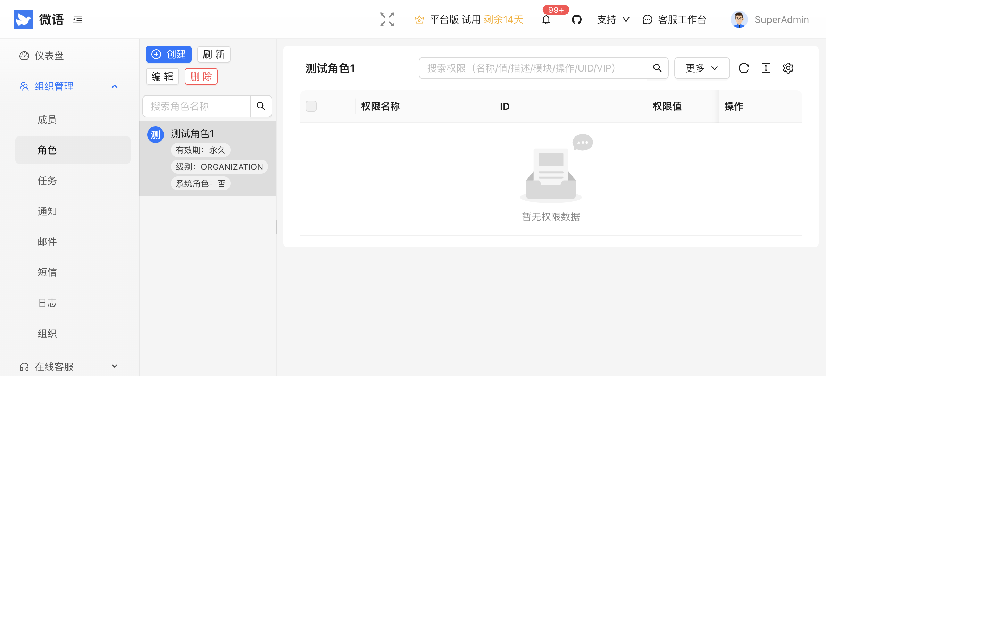 微语
平台版 试用 剩余14天
99+
支持
客服工作台
SuperAdmin
仪表盘
组织管理
成员
角色
任务
通知
邮件
短信
日志
组织
在线客服
创建
刷 新
编 辑
删 除
搜索角色名称
测
测试角色1
有效期：永久
级别：ORGANIZATION
系统角色：否
测试角色1
搜索权限（名称/值/描述/模块/操作/UID/VIP）
更多
权限名称
ID
权限值
操作
暂无权限数据